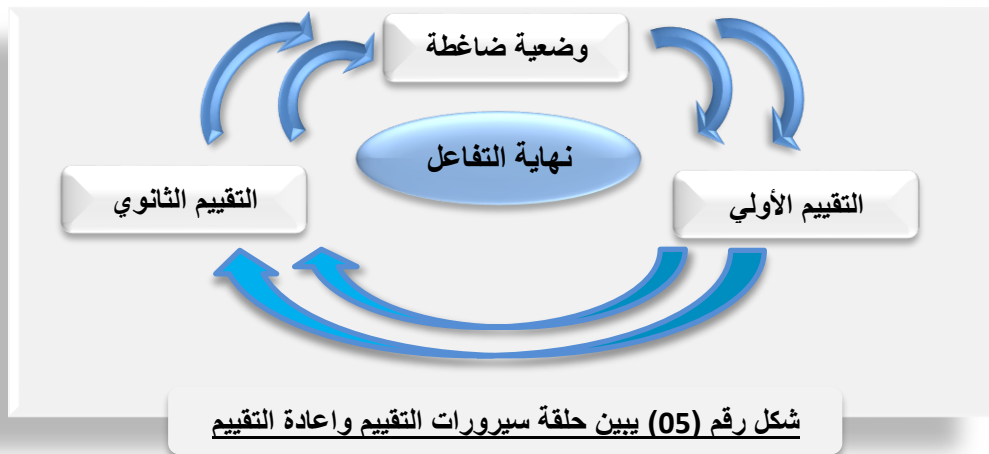 وضعية ضاغطة
نهاية التفاعل
التقييم الأولي
التقييم الثانوي
شكل رقم (05) يبين حلقة سيرورات التقييم واعادة التقييم